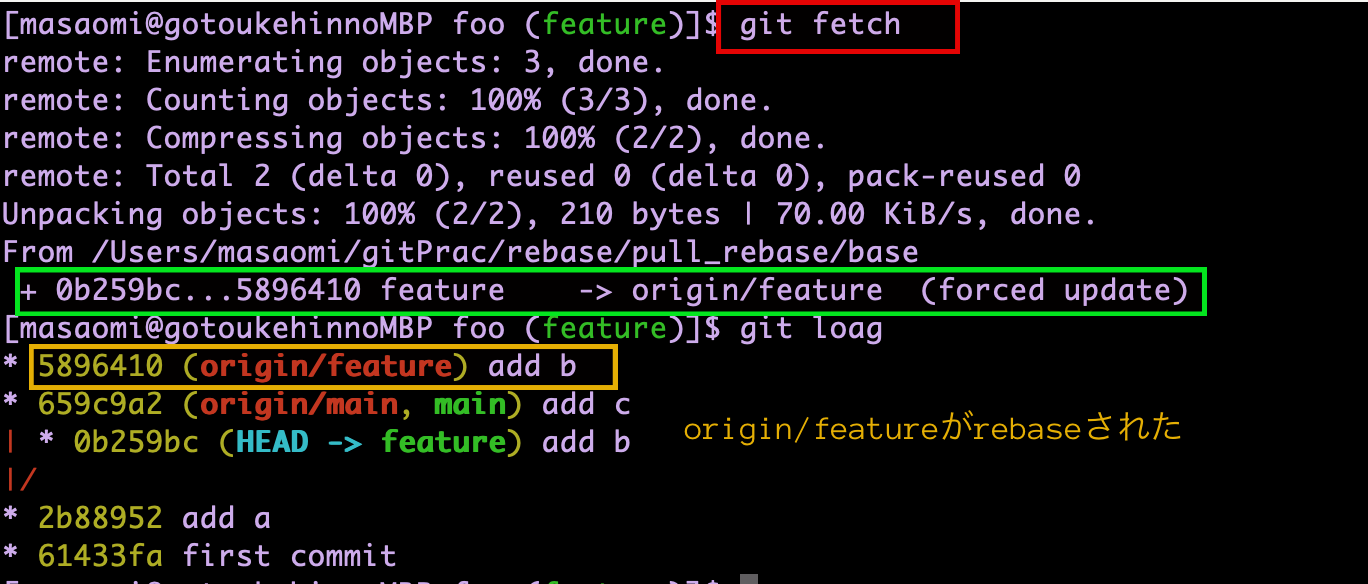 [masaomi@gotoukehinnoMBP foo (feature)]$ git fetch
remote: Enumerating objects: 3, done.
remote: Counting objects: 100% (3/3), done.
remote: Compressing objects: 100% (2/2), done.
remote: Total 2 (delta 0), reused 0 (delta 0), pack-reused 0
Unpacking objects: 100% (2/2), 210 bytes | 70.00 KiB/s, done.
From /Users/masaomi/gitPrac/rebase/pull_rebase/base
+ 0b259bc...5896410 feature -> origin/feature (forced update)
[masaomi@gotoukehinnoMBP foo (feature)]$ git loag
* 5896410 (origin/feature) add b
* 659c9a2 (origin/main, main) add c
| * 0b259bc (HEAD -> feature) add b
origin/featureがrebaseされた
|/
* 2b88952 add a
* 61433fa first commit
[masaomi@gotoukehinnoMBP foo (feature)]$